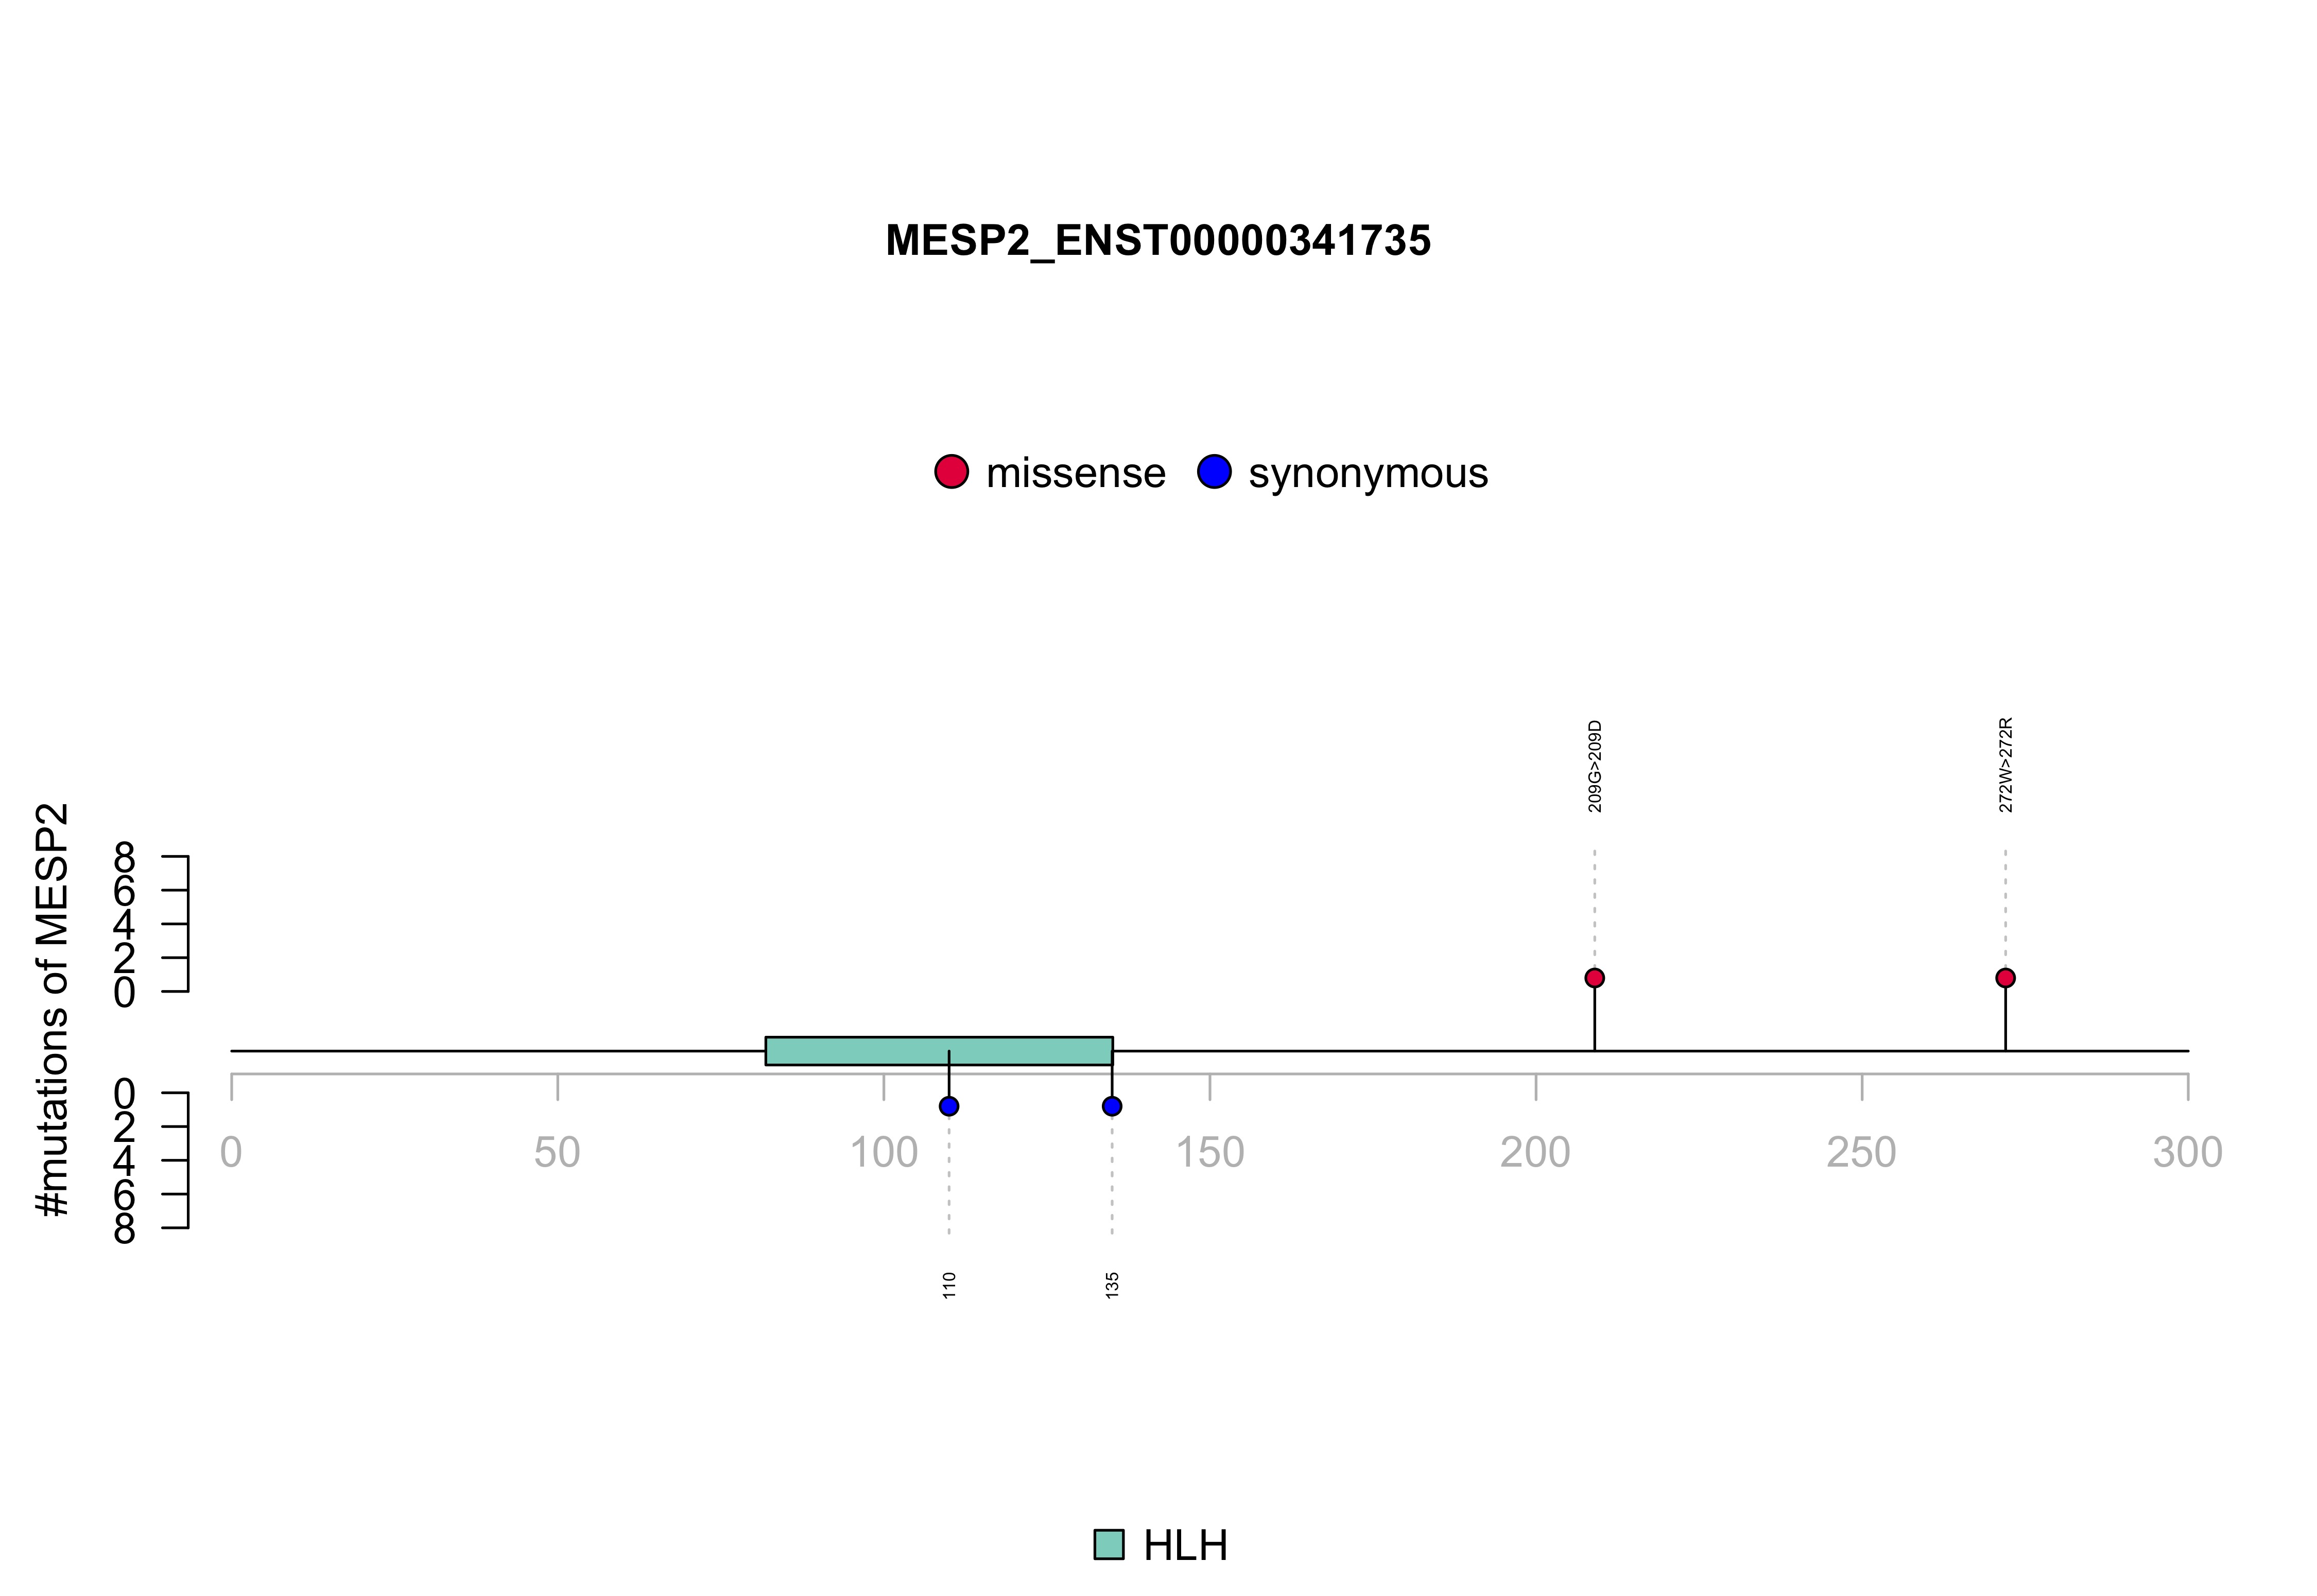 MESP2_ENST00000341735
missense synonymous
209G>209D
272W>272R
#mutations of MESP2
8
6
4
2
0
0
2
4
6
8
0 50 100 150 200 250 300
110
135
HLH